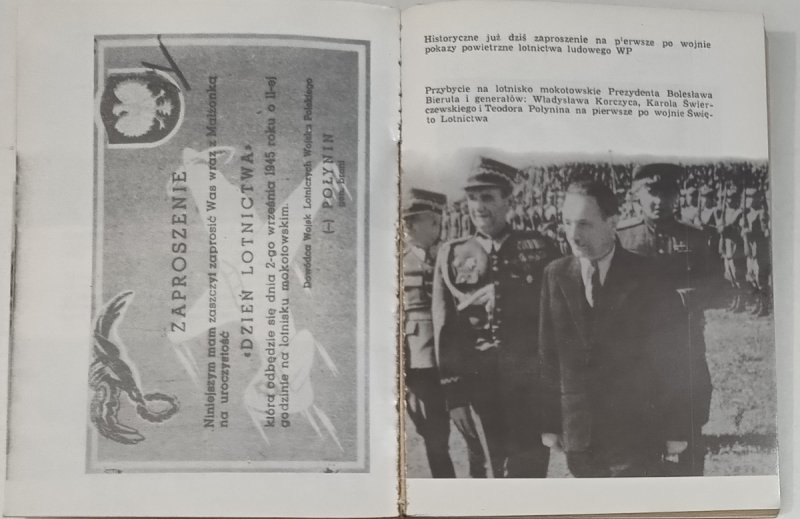 ZAPROSZENIE
Niniejszym mam zaszczyt zaprosić Was wraz z Małżonką
na uroczystość
«DZIEŃ LOTNICTWA»
która odbędzie się dnia 2-go września 1945 roku o 11-ej
godzinie na lotnisku mokotowskim.
Dowódca Wojsk Lotniczych Wojska Polskiego
(-) POŁYNIN
gen. broni
Historyczne już dziś zaproszenie na pierwsze po wojnie
pokazy powietrzne lotnictwa ludowego WP
Przybycie na lotnisko mokotowskie Prezydenta Bolesława
Bieruta i generałów: Władysława Korczyca, Karola Świer-
czewskiego i Teodora Połynina na pierwsze po wojnie Świę-
to Lotnictwa